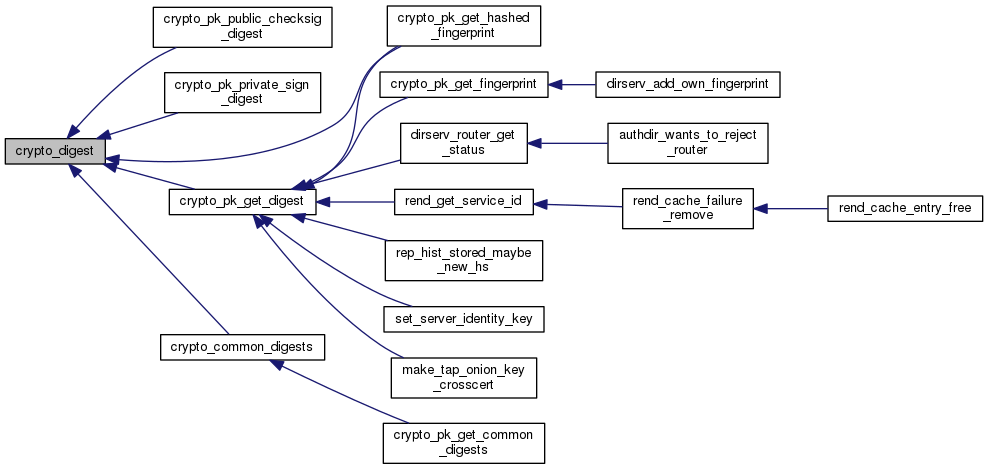 crypto_digest
crypto_pk_public_checksig
_digest
crypto_pk_private_sign
_digest
crypto_pk_get_digest
crypto_common_digests
crypto_pk_get_hashed
_fingerprint
crypto_pk_get_fingerprint
dirserv_router_get
_status
rend_get_service_id
rep_hist_stored_maybe
_new_hs
set_server_identity_key
make_tap_onion_key
_crosscert
crypto_pk_get_common
_digests
dirserv_add_own_fingerprint
authdir_wants_to_reject
_router
rend_cache_failure
_remove
rend_cache_entry_free